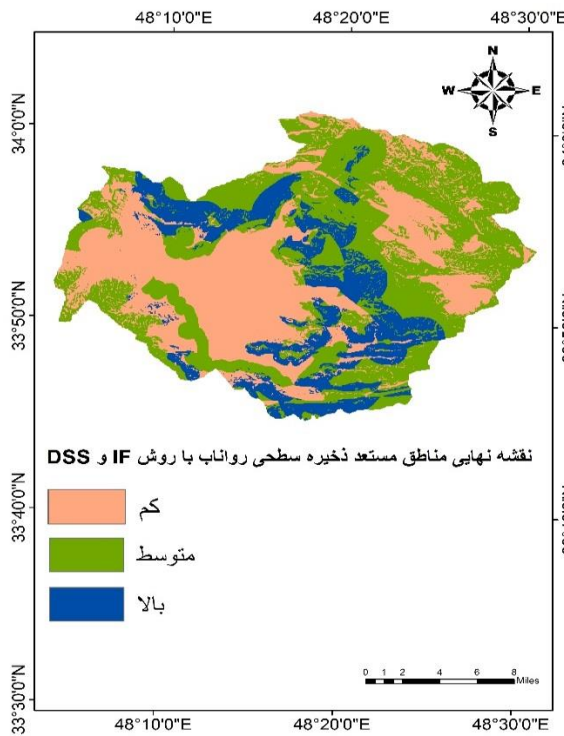 48°10'0"E 48°20'0"E 48°30'0"E
N
W E
S
34°0'0"N
33°50'0"N
نقشه نهایی مناطق مستعد ذخیره سطحی رواناب با روش IF و DSS
کم
متوسط
بالا
33°40'0"N
33°30'0"N
0 1 2 4 6 8
Miles
48°10'0"E 48°20'0"E 48°30'0"E